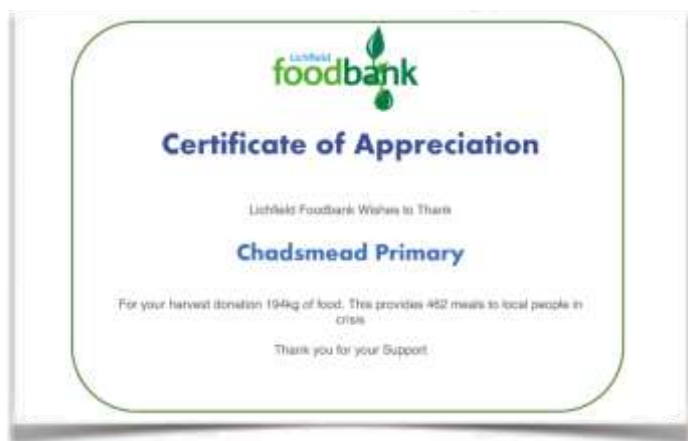 Lichfield
foodbank
Certificate of Appreciation
Lichfield Foodbank Wishes to Thank
Chadsmead Primary
For your harvest donation 194kg of food. This provides 462 meals to local people in
crisis
Thank you for your Support